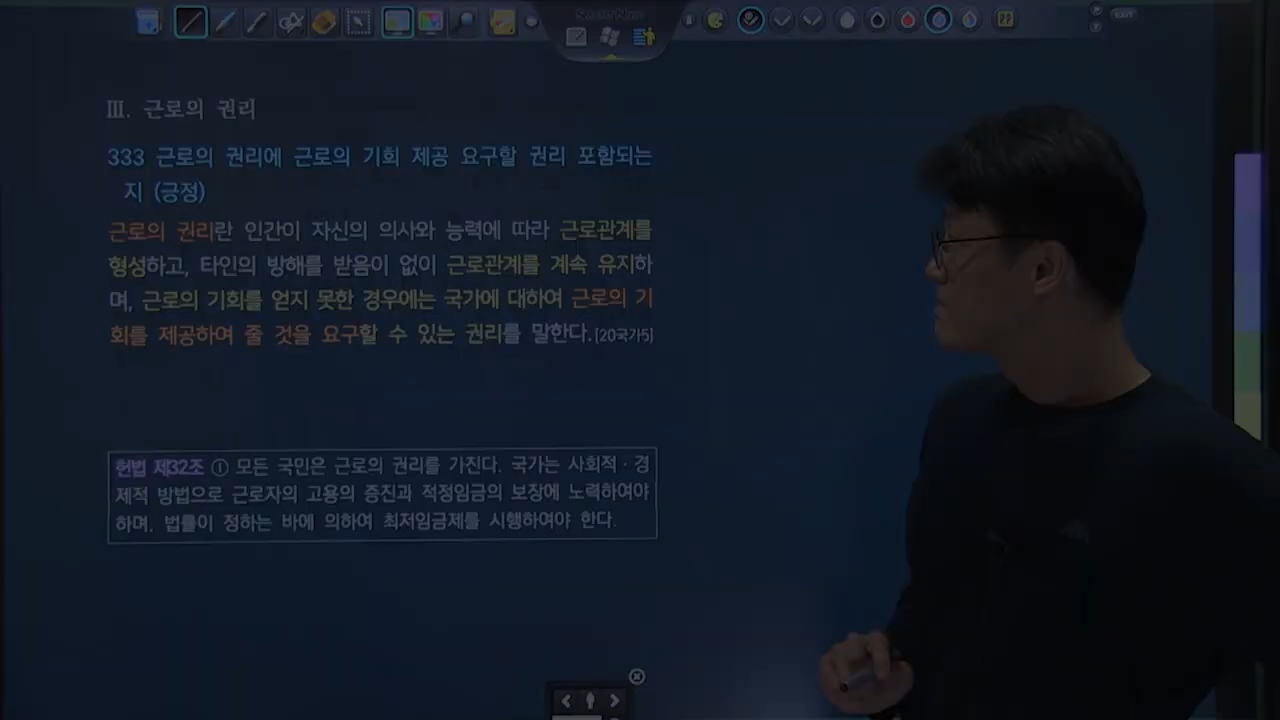 EXIT
Ⅲ. 근로의 권리
333 근로의 권리에 근로의 기회 제공 요구할 권리 포함되는
지 (긍정)
근로의 권리란 인간이 자신의 의사와 능력에 따라 근로관계를
형성하고, 타인의 방해를 받음이 없이 근로관계를 계속 유지하
며, 근로의 기회를 얻지 못한 경우에는 국가에 대하여 근로의 기
회를 제공하여 줄 것을 요구할 수 있는 권리를 말한다.[20국가5]
헌법 제32조 ① 모든 국민은 근로의 권리를 가진다. 국가는 사회적·경
제적 방법으로 근로자의 고용의 증진과 적정임금의 보장에 노력하여야
하며, 법률이 정하는 바에 의하여 최저임금제를 시행하여야 한다.